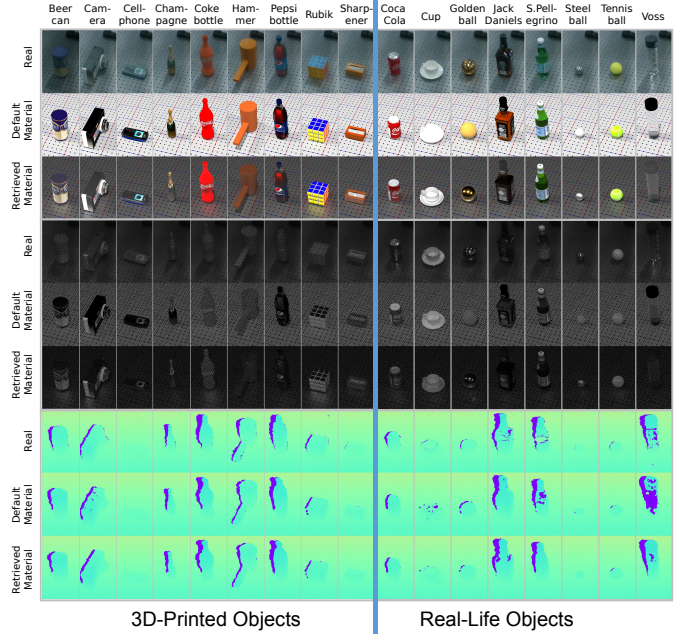 Beer can Cam-era Cell-phone Cham-pagne Coke bottle Ham-mer Pepsi bottle Rubik Sharp-ener Coca Cola Cup Golden ball Jack Daniels S.Pell-egrino Steel ball Tennis ball Voss
Real
Default Material
Retrieved Material
Real
Default Material
Retrieved Material
Real
Default Material
Retrieved Material
3D-Printed Objects Real-Life Objects